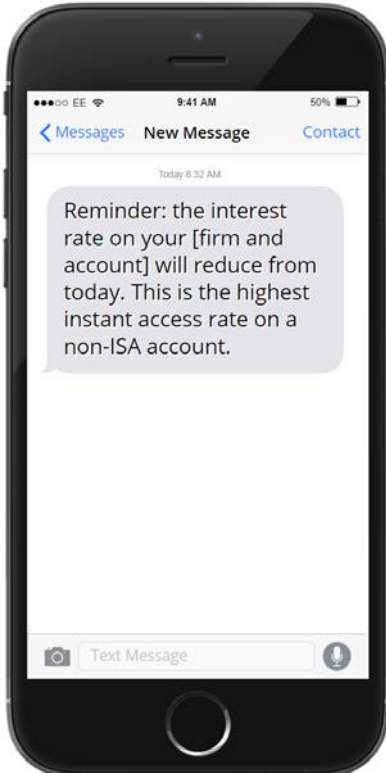 EE 9:41 AM 50%
Messages New Message Contact
Today 8:32 AM
Reminder: the interest
rate on your [firm and
account] will reduce from
today. This is the highest
instant access rate on a
non-ISA account.
Text Message